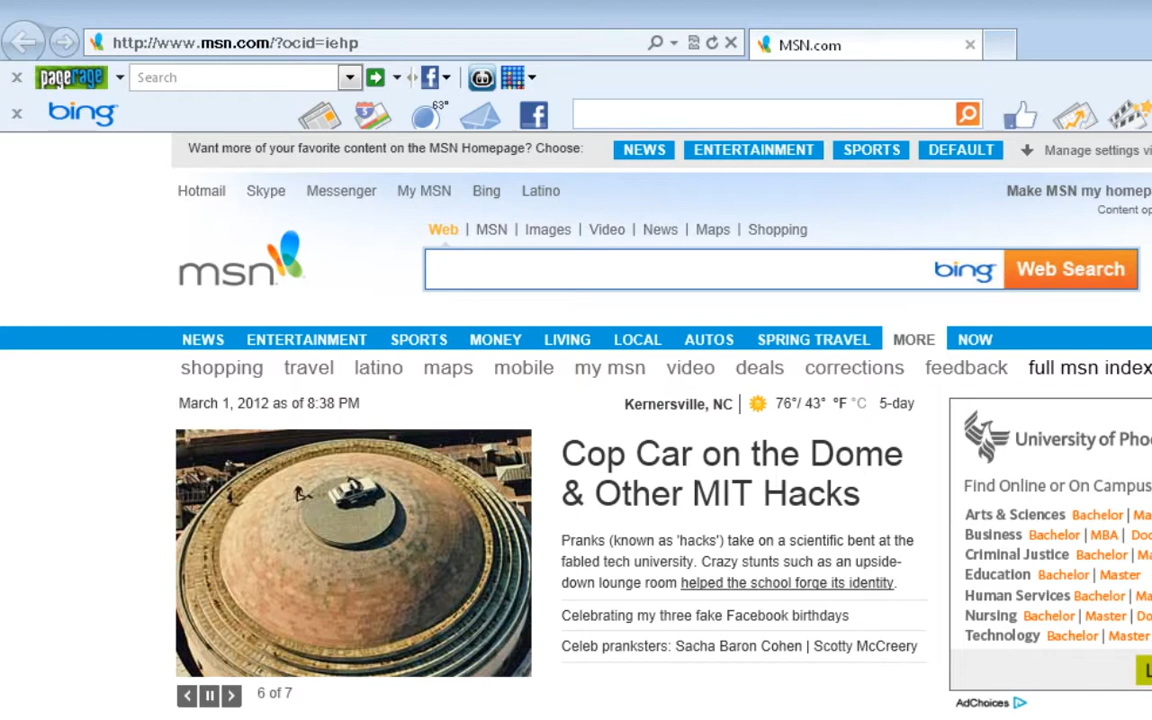 http://www.msn.com/?ocid=iehp
MSN.com
pagerage Search
bing 63°
Want more of your favorite content on the MSN Homepage? Choose: NEWS ENTERTAINMENT SPORTS DEFAULT Manage settings vi
Hotmail Skype Messenger My MSN Bing Latino
Make MSN my homep
Content op
Web | MSN | Images | Video | News | Maps | Shopping
msn bing Web Search
NEWS ENTERTAINMENT SPORTS MONEY LIVING LOCAL AUTOS SPRING TRAVEL MORE NOW
shopping travel latino maps mobile my msn video deals corrections feedback full msn index
March 1, 2012 as of 8:38 PM
Kernersville, NC | 76°/ 43° °F °C 5-day
Cop Car on the Dome
& Other MIT Hacks
Pranks (known as 'hacks') take on a scientific bent at the
fabled tech university. Crazy stunts such as an upside-
down lounge room helped the school forge its identity.
Celebrating my three fake Facebook birthdays
Celeb pranksters: Sacha Baron Cohen | Scotty McCreery
6 of 7
University of Pho
Find Online or On Campus
Arts & Sciences Bachelor | Ma
Business Bachelor | MBA | Doc
Criminal Justice Bachelor | Ma
Education Bachelor | Master
Human Services Bachelor | Ma
Nursing Bachelor | Master | Do
Technology Bachelor | Master
L
AdChoices